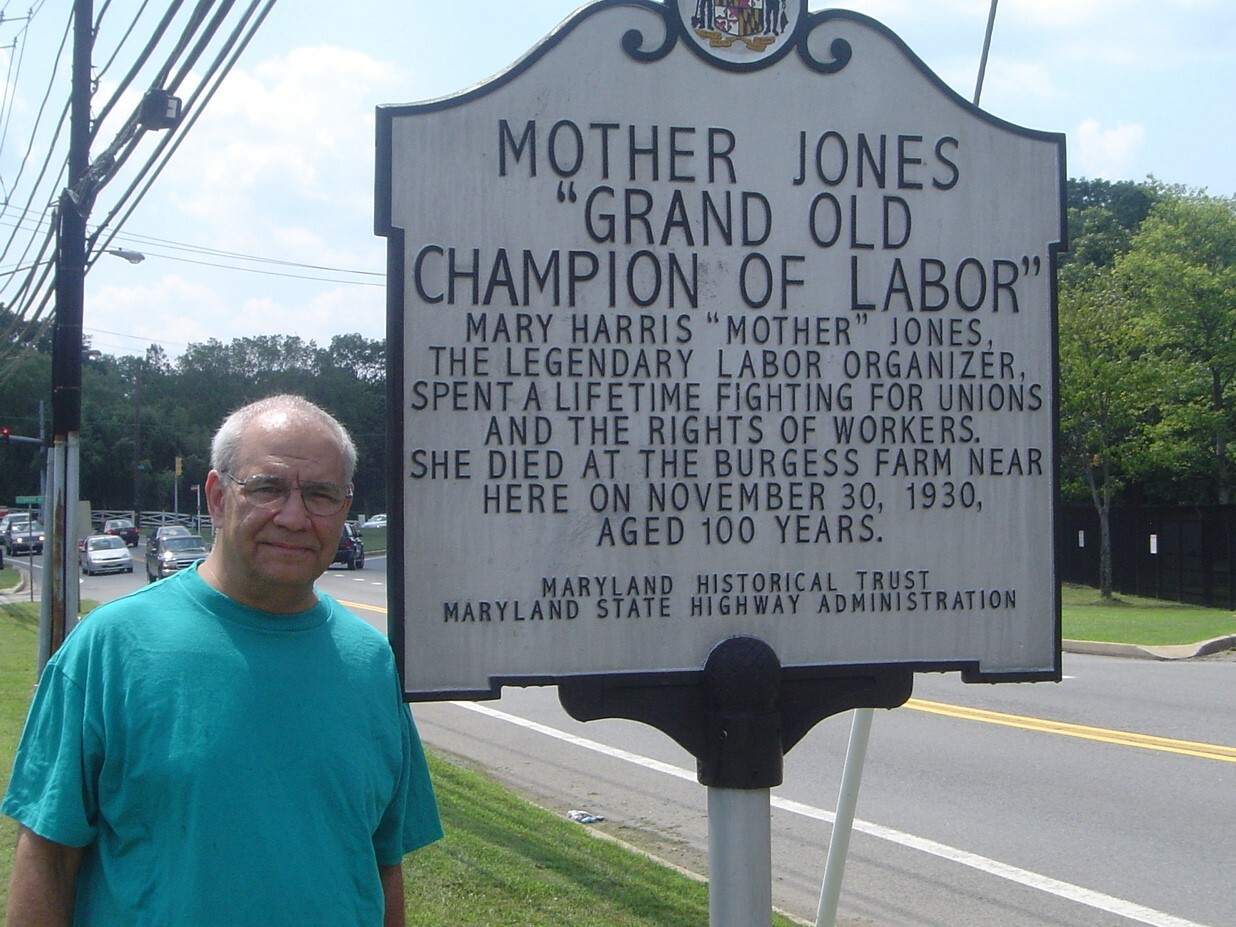 MOTHER JONES
“GRAND OLD
CHAMPION OF LABOR”
MARY HARRIS “MOTHER” JONES,
THE LEGENDARY LABOR ORGANIZER,
SPENT A LIFETIME FIGHTING FOR UNIONS
AND THE RIGHTS OF WORKERS.
SHE DIED AT THE BURGESS FARM NEAR
HERE ON NOVEMBER 30, 1930,
AGED 100 YEARS.
MARYLAND HISTORICAL TRUST
MARYLAND STATE HIGHWAY ADMINISTRATION